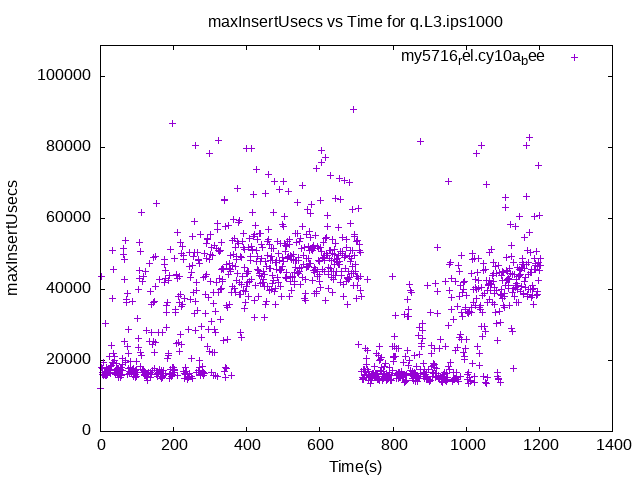 maxInsertUsecs vs Time for q.L3.ips1000
my5716rel.cy10abee
100000
80000
60000
40000
20000
0
maxInsertUsecs
0 200 400 600 800 1000 1200 1400
Time(s)